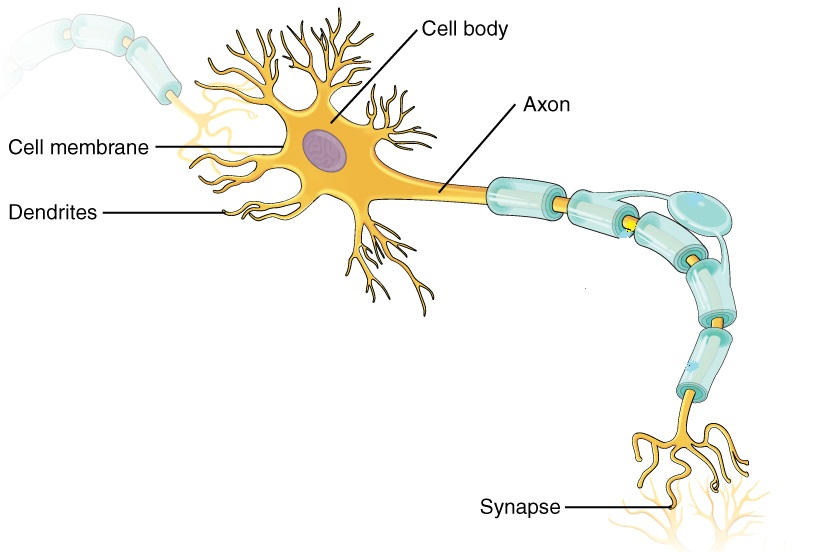 Cell body
Axon
Cell membrane
Dendrites
Synapse